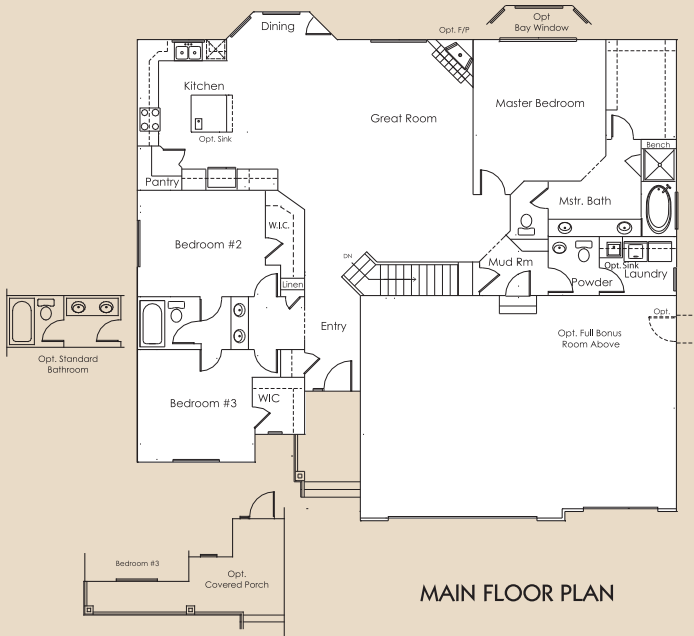 Dining
Opt. F/P
Opt
Bay Window
Kitchen
Opt. Sink
Great Room
Master Bedroom
Bench
Pantry
Mstr. Bath
W.I.C.
Bedroom #2
DN
Mud Rm
Opt. Sink
Laundry
Powder
Linen
Entry
Opt.
Opt. Full Bonus
Room Above
Opt. Standard
Bathroom
Bedroom #3
WIC
Bedroom #3
Opt.
Covered Porch
MAIN FLOOR PLAN